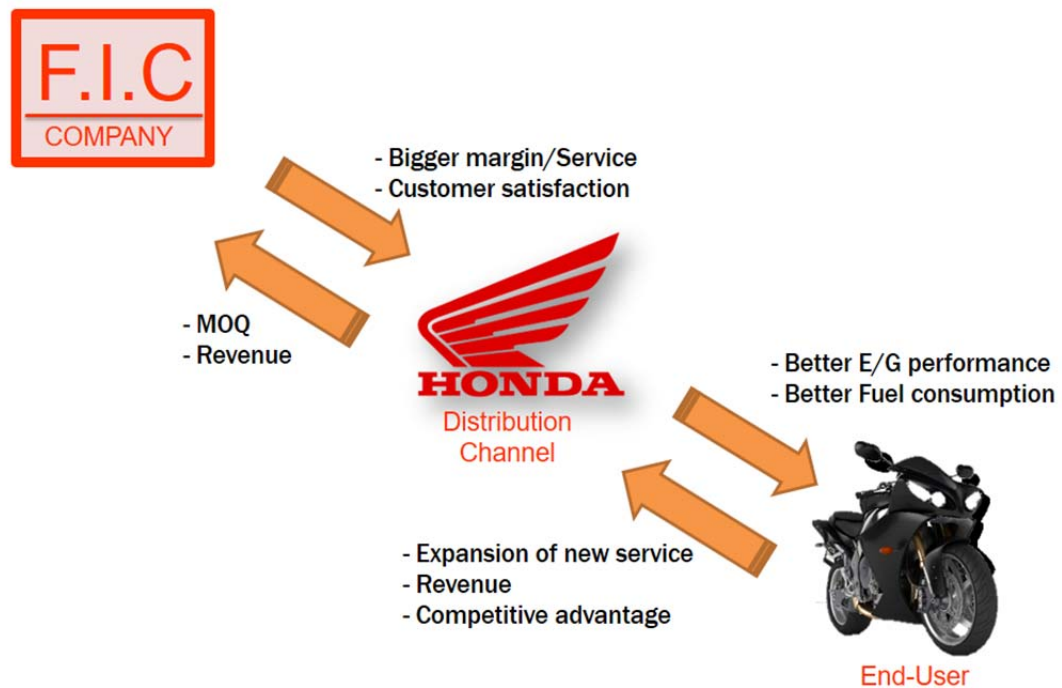 F.I.C
COMPANY
- Bigger margin/Service
- Customer satisfaction
- MOQ
- Revenue
HONDA
Distribution
Channel
- Better E/G performance
- Better Fuel consumption
- Expansion of new service
- Revenue
- Competitive advantage
End-User